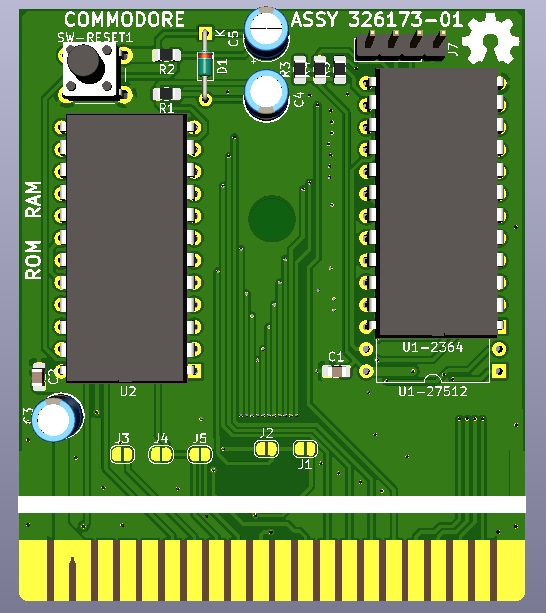 COMMODORE
ASSY 326173-01
SW-RESET1
K
C5
R2
D1
R3
J7
C4
R1
RAM
ROM
C1
U1-2364
C2
U2
U1-27512
C3
J3
J4
J5
J2
J1